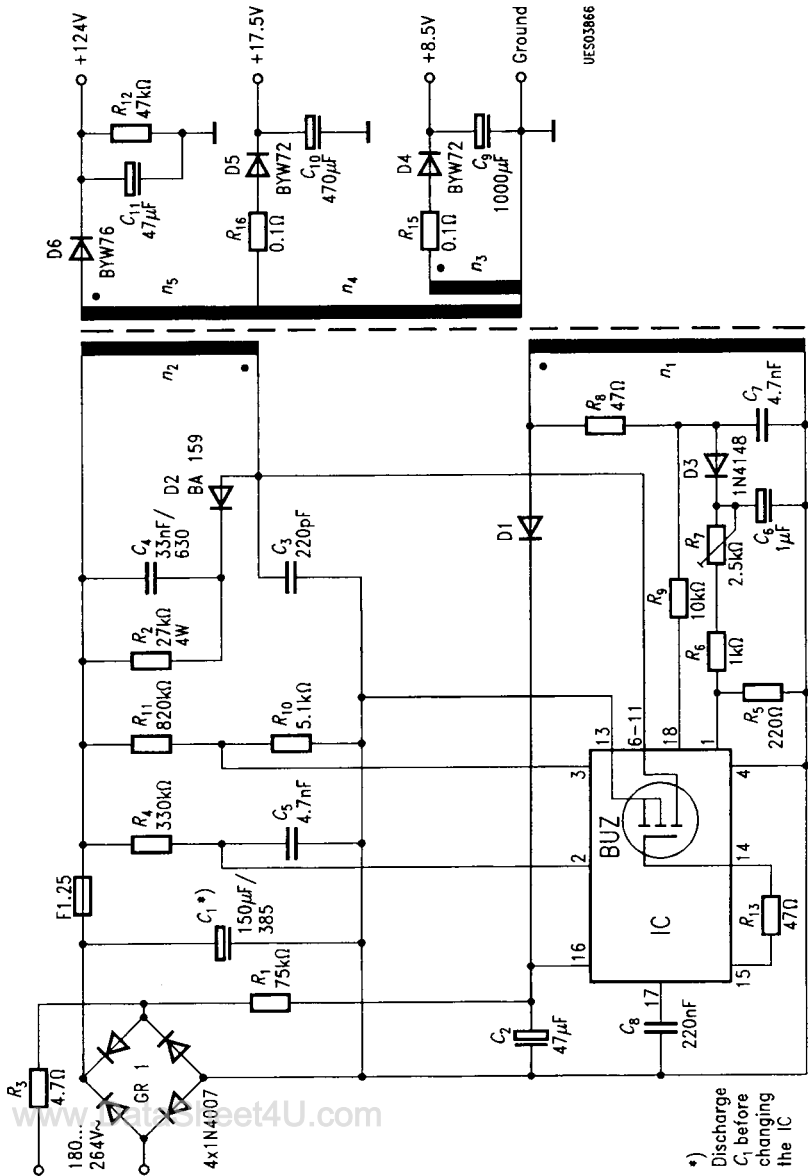 180...
264V~
R3
4.7Ω
GR 1
4x1N4007
F1.25
C1 *)
150µF/
385
R1
75kΩ
R4
330kΩ
C5
4.7nF
R11
820kΩ
R10
5.1kΩ
R2
27kΩ
4W
C4
33nF/
630
D2
BA 159
C3
220pF
n2
D6
BYW76
C11
47µF
R12
47kΩ
+124V
n5
R16
0.1Ω
D5
BYW72
C10
470µF
+17.5V
n4
R15
0.1Ω
D4
BYW72
C9
1000µF
+8.5V
n3
Ground
UES03866
C2
47µF
D1
R8
47Ω
n1
C7
4.7nF
D3
1N4148
R7
2.5kΩ
C6
1µF
R9
10kΩ
R6
1kΩ
R5
220Ω
16
2
3
13
6-11
18
1
4
14
15
17
BUZ
IC
R13
47Ω
C8
220nF
*)
Discharge
C1 before
changing
the IC
www.DataSheet4U.com